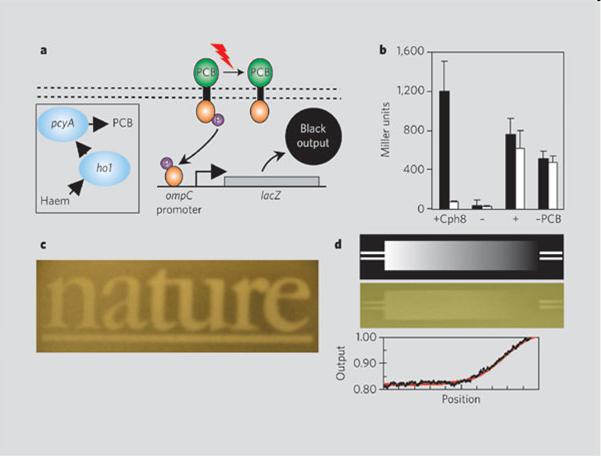 a
PCB
PCB
P
pcyA
PCB
ho1
Haem
P
Black
output
ompC
promoter
lacZ
b
Miller units
1,600
1,200
800
400
0
+Cph8
-
+
-PCB
c
nature
d
Output
1.00
0.90
0.80
Position